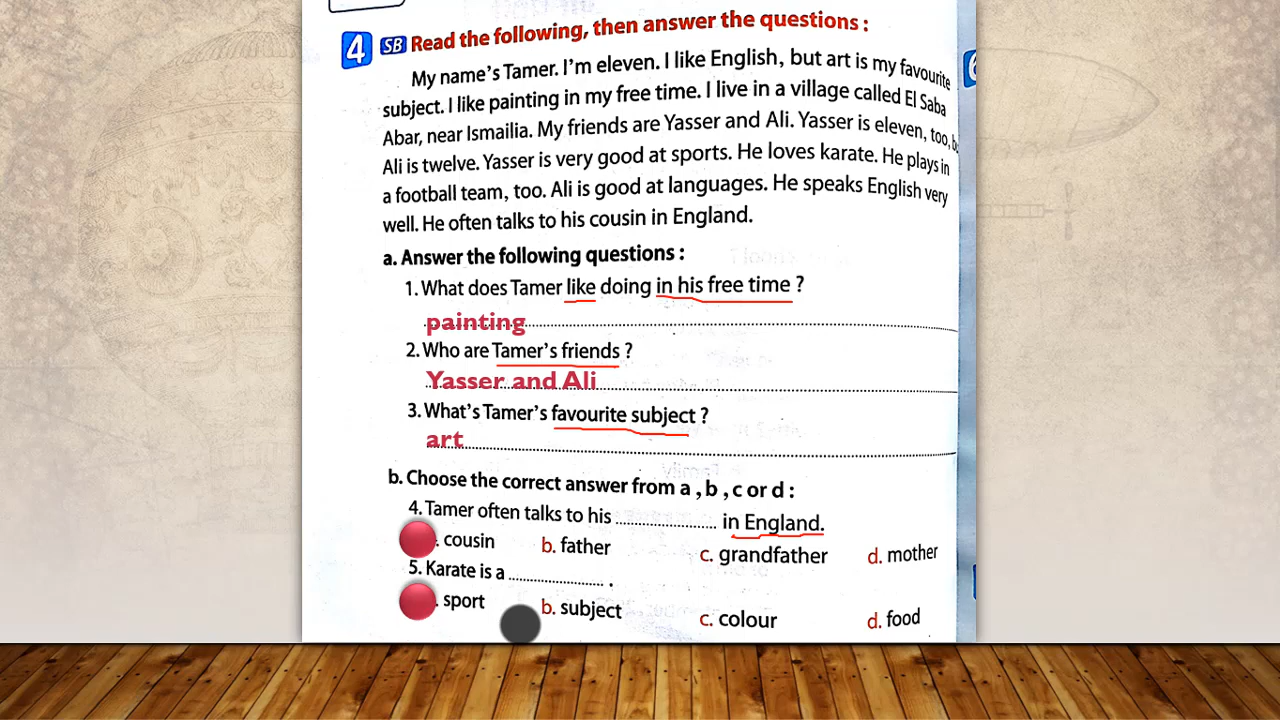 4 SB Read the following, then answer the questions :
My name's Tamer. I'm eleven. I like English, but art is my favourite
subject. I like painting in my free time. I live in a village called El Saba
Abar, near Ismailia. My friends are Yasser and Ali. Yasser is eleven, too,
Ali is twelve. Yasser is very good at sports. He loves karate. He plays in
a football team, too. Ali is good at languages. He speaks English very
well. He often talks to his cousin in England.
a. Answer the following questions :
1. What does Tamer like doing in his free time ?
painting
2. Who are Tamer's friends ?
Yasser and Ali
3. What's Tamer's favourite subject ?
art
b. Choose the correct answer from a , b , c or d :
4. Tamer often talks to his .................... in England.
. cousin b. father c. grandfather d. mother
5. Karate is a .................... .
. sport b. subject c. colour d. food